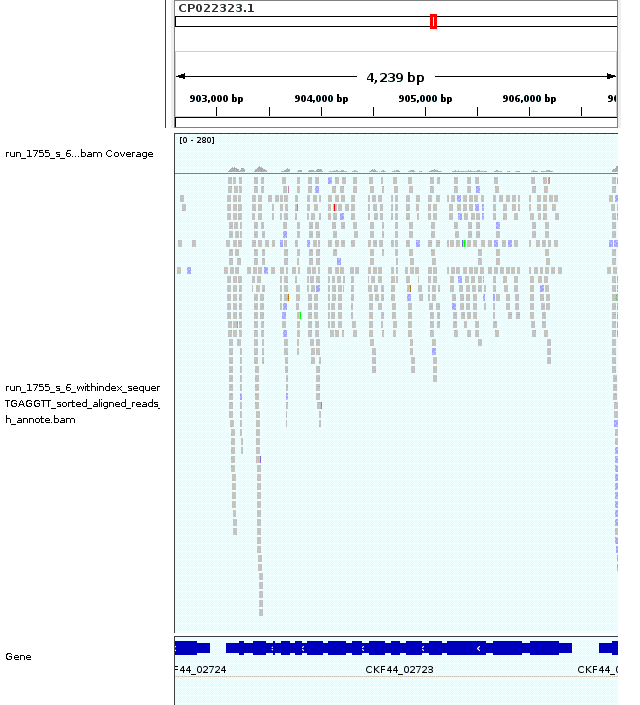 CP022323.1
4,239 bp
903,000 bp 904,000 bp 905,000 bp 906,000 bp 90
[0 - 280]
run_1755_s_6...bam Coverage
run_1755_s_6_withindex_sequer
TGAGGTT_sorted_aligned_reads_
h_annote.bam
Gene
F44_02724 CKF44_02723 CKF44_0